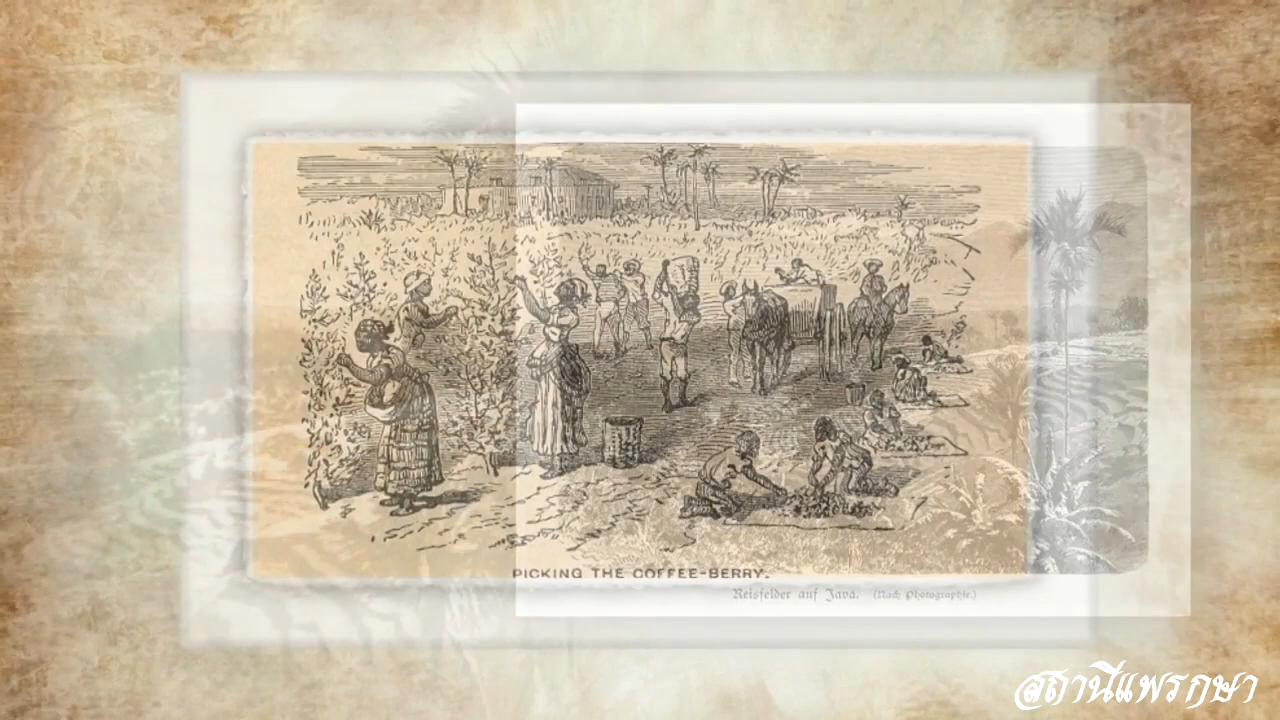 PICKING THE COFFEE-BERRY.
Reisfelder auf Java. (Nach Photographie.)
สถานีแพรกษา